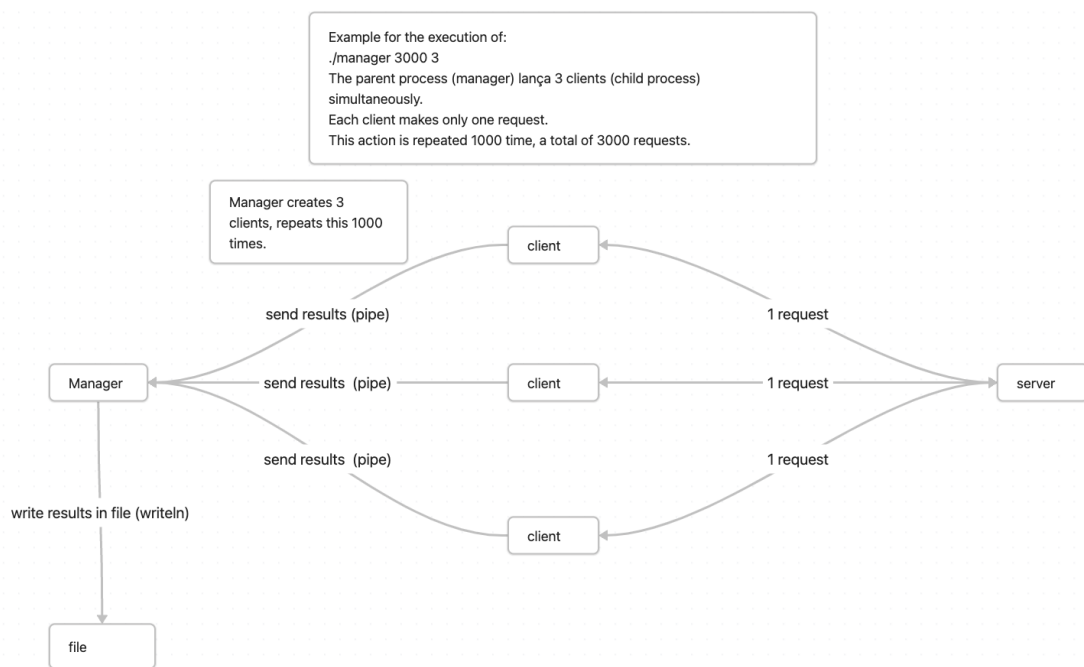 Example for the execution of:
./manager 3000 3
The parent process (manager) lança 3 clients (child process)
simultaneously.
Each client makes only one request.
This action is repeated 1000 time, a total of 3000 requests.
Manager creates 3
clients, repeats this 1000
times.
client
send results (pipe)
1 request
Manager
send results (pipe)
client
1 request
server
send results (pipe)
1 request
write results in file (writeln)
client
file